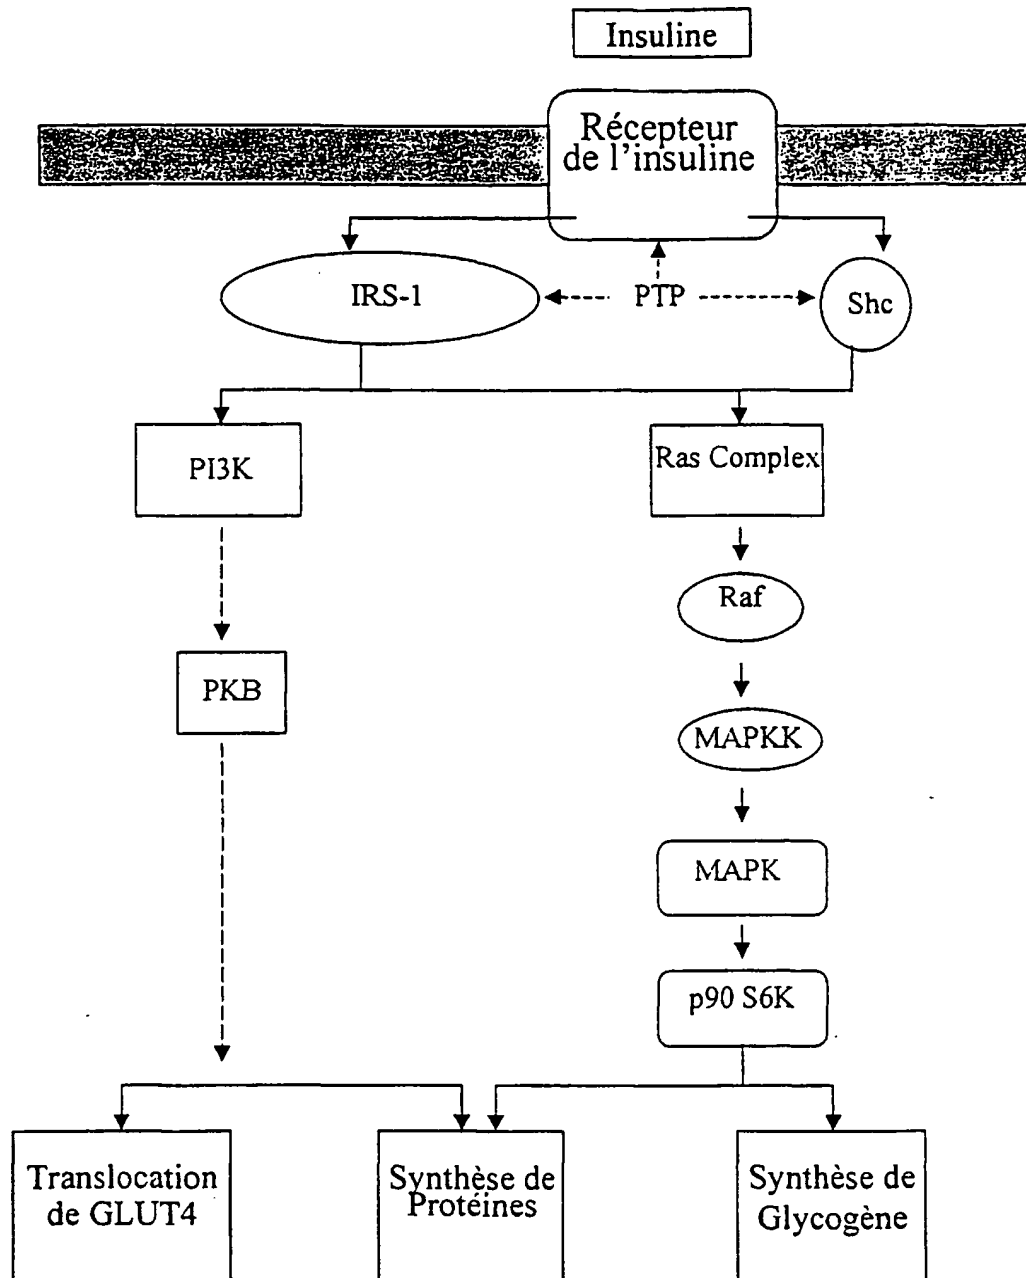 Insuline
Récepteur
de l'insuline
IRS-1
PTP
Shc
PI3K
Ras Complex
Raf
PKB
MAPKK
MAPK
p90 S6K
Translocation
de GLUT4
Synthèse de
Protéines
Synthèse de
Glycogène